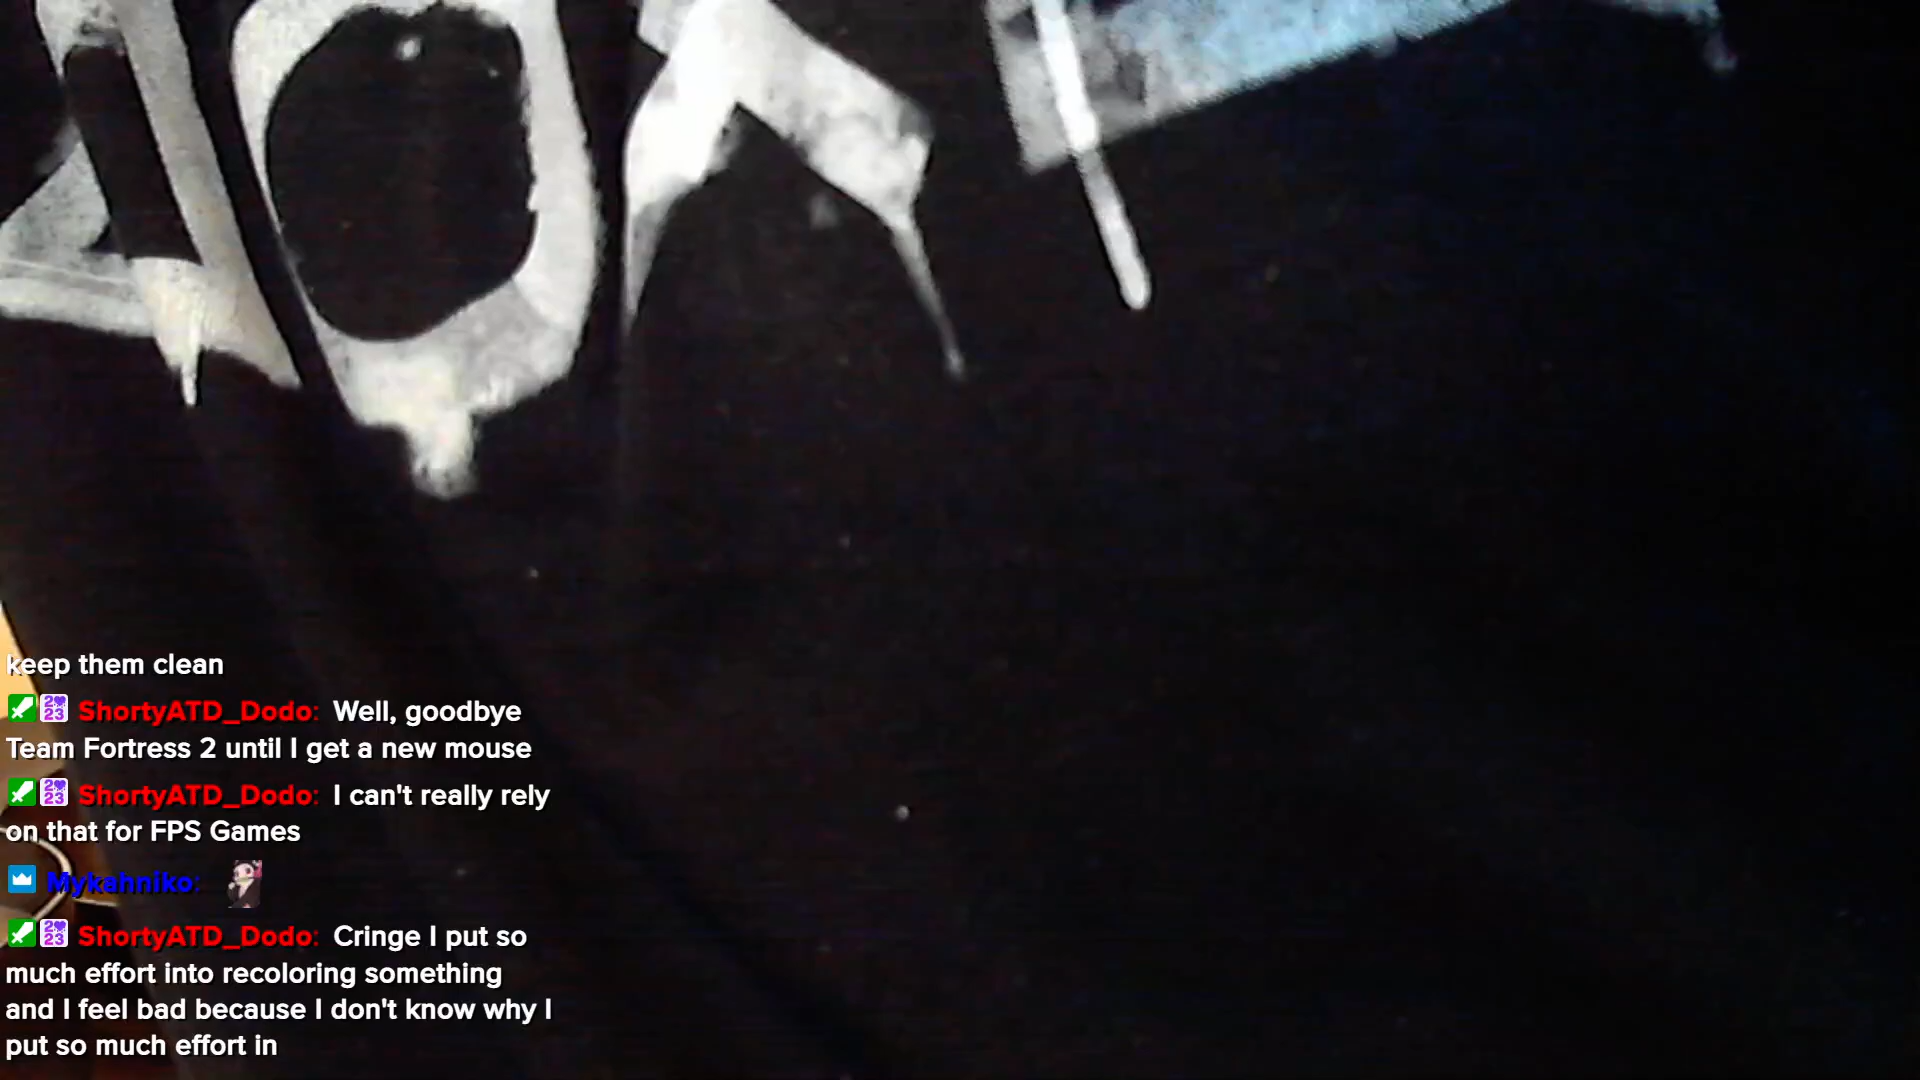 keep them clean
ShortyATD_Dodo: Well, goodbye
Team Fortress 2 until I get a new mouse
ShortyATD_Dodo: I can't really rely
on that for FPS Games
Mykahniko:
ShortyATD_Dodo: Cringe I put so
much effort into recoloring something
and I feel bad because I don't know why I
put so much effort in